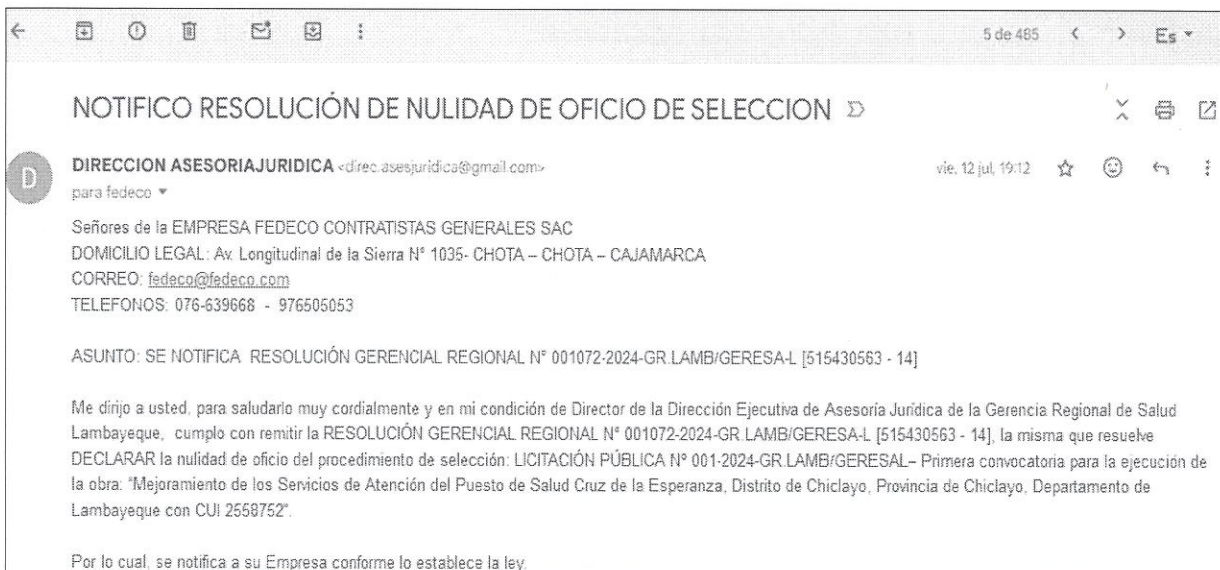 5 de 485
Es
NOTIFICO RESOLUCIÓN DE NULIDAD DE OFICIO DE SELECCION
D
DIRECCION ASESORIAJURIDICA <direc.asesjuridica@gmail.com>
vie, 12 jul, 19:12
para fedeco
Señores de la EMPRESA FEDECO CONTRATISTAS GENERALES SAC
DOMICILIO LEGAL: Av. Longitudinal de la Sierra N° 1035- CHOTA – CHOTA – CAJAMARCA
CORREO: fedeco@fedeco.com
TELEFONOS: 076-639668 - 976505053
ASUNTO: SE NOTIFICA RESOLUCIÓN GERENCIAL REGIONAL N° 001072-2024-GR.LAMB/GERESA-L [515430563 - 14]
Me dirijo a usted, para saludarlo muy cordialmente y en mi condición de Director de la Dirección Ejecutiva de Asesoría Jurídica de la Gerencia Regional de Salud
Lambayeque, cumplo con remitir la RESOLUCIÓN GERENCIAL REGIONAL N° 001072-2024-GR.LAMB/GERESA-L [515430563 - 14], la misma que resuelve
DECLARAR la nulidad de oficio del procedimiento de selección: LICITACIÓN PÚBLICA N° 001-2024-GR.LAMB/GERESAL– Primera convocatoria para la ejecución de
la obra: "Mejoramiento de los Servicios de Atención del Puesto de Salud Cruz de la Esperanza, Distrito de Chiclayo, Provincia de Chiclayo, Departamento de
Lambayeque con CUI 2558752".
Por lo cual, se notifica a su Empresa conforme lo establece la ley.